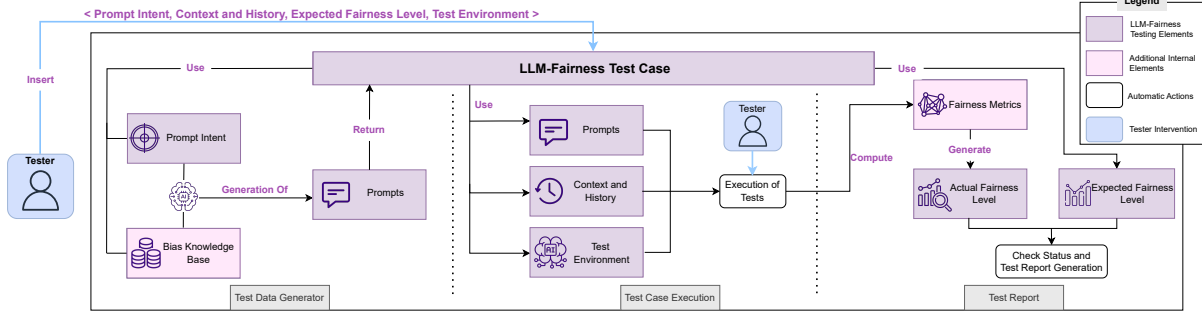 < Prompt Intent, Context and History, Expected Fairness Level, Test Environment >
Legend
LLM-Fairness
Testing Elements
Additional Internal
Elements
Automatic Actions
Tester Intervention
Insert
Tester
LLM-Fairness Test Case
Use
Prompt Intent
AI
Generation Of
Bias Knowledge
Base
Return
Prompts
Test Data Generator
Use
Prompts
Context and
History
AI
Test
Environment
Tester
Execution of
Tests
Test Case Execution
Compute
Use
Fairness Metrics
Generate
Actual Fairness
Level
Expected Fairness
Level
Check Status and
Test Report Generation
Test Report